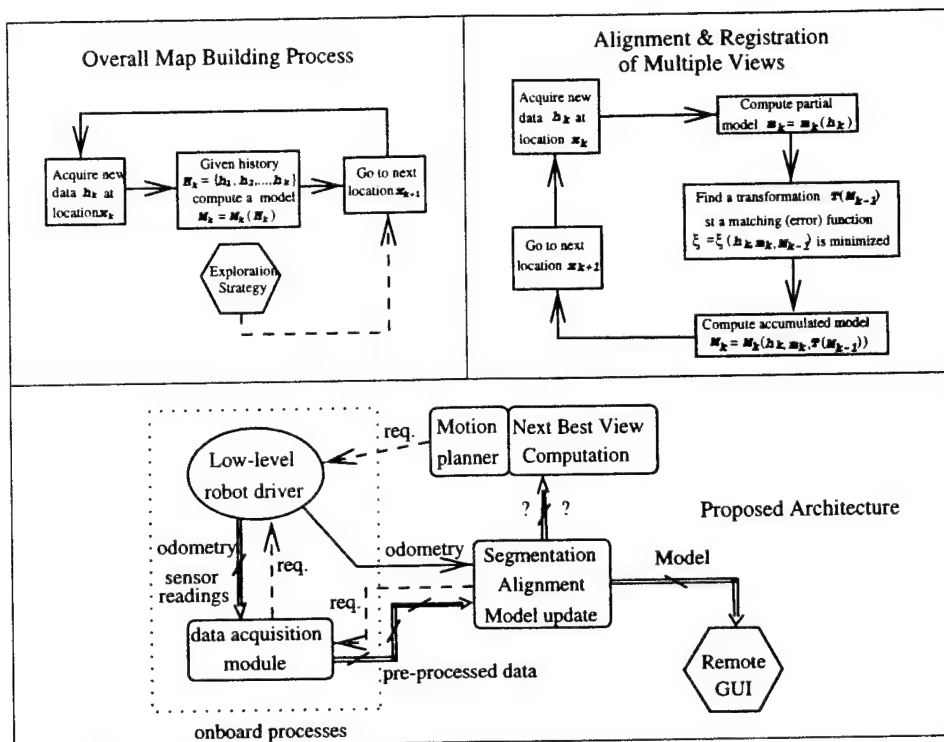 Overall Map Building Process
Acquire new
data h_k at
location x_k
Given history
H_k = {h_1, h_2,...,h_k}
compute a model
M_k = M_k(H_k)
Go to next
location x_{k+1}
Exploration
Strategy
Alignment & Registration
of Multiple Views
Acquire new
data h_k at
location x_k
Compute partial
model m_k = m_k(h_k)
Find a transformation T(M_{k-1})
st a matching (error) function
ξ = ξ(h_k, m_k, M_{k-1}) is minimized
Go to next
location x_{k+1}
Compute accumulated model
M_k = M_k(h_k, m_k, T(M_{k-1}))
req.
Motion
planner
Next Best View
Computation
Low-level
robot driver
? ?
Proposed Architecture
odometry
sensor
readings
req.
odometry
req.
Segmentation
Alignment
Model update
Model
data acquisition
module
pre-processed data
Remote
GUI
onboard processes